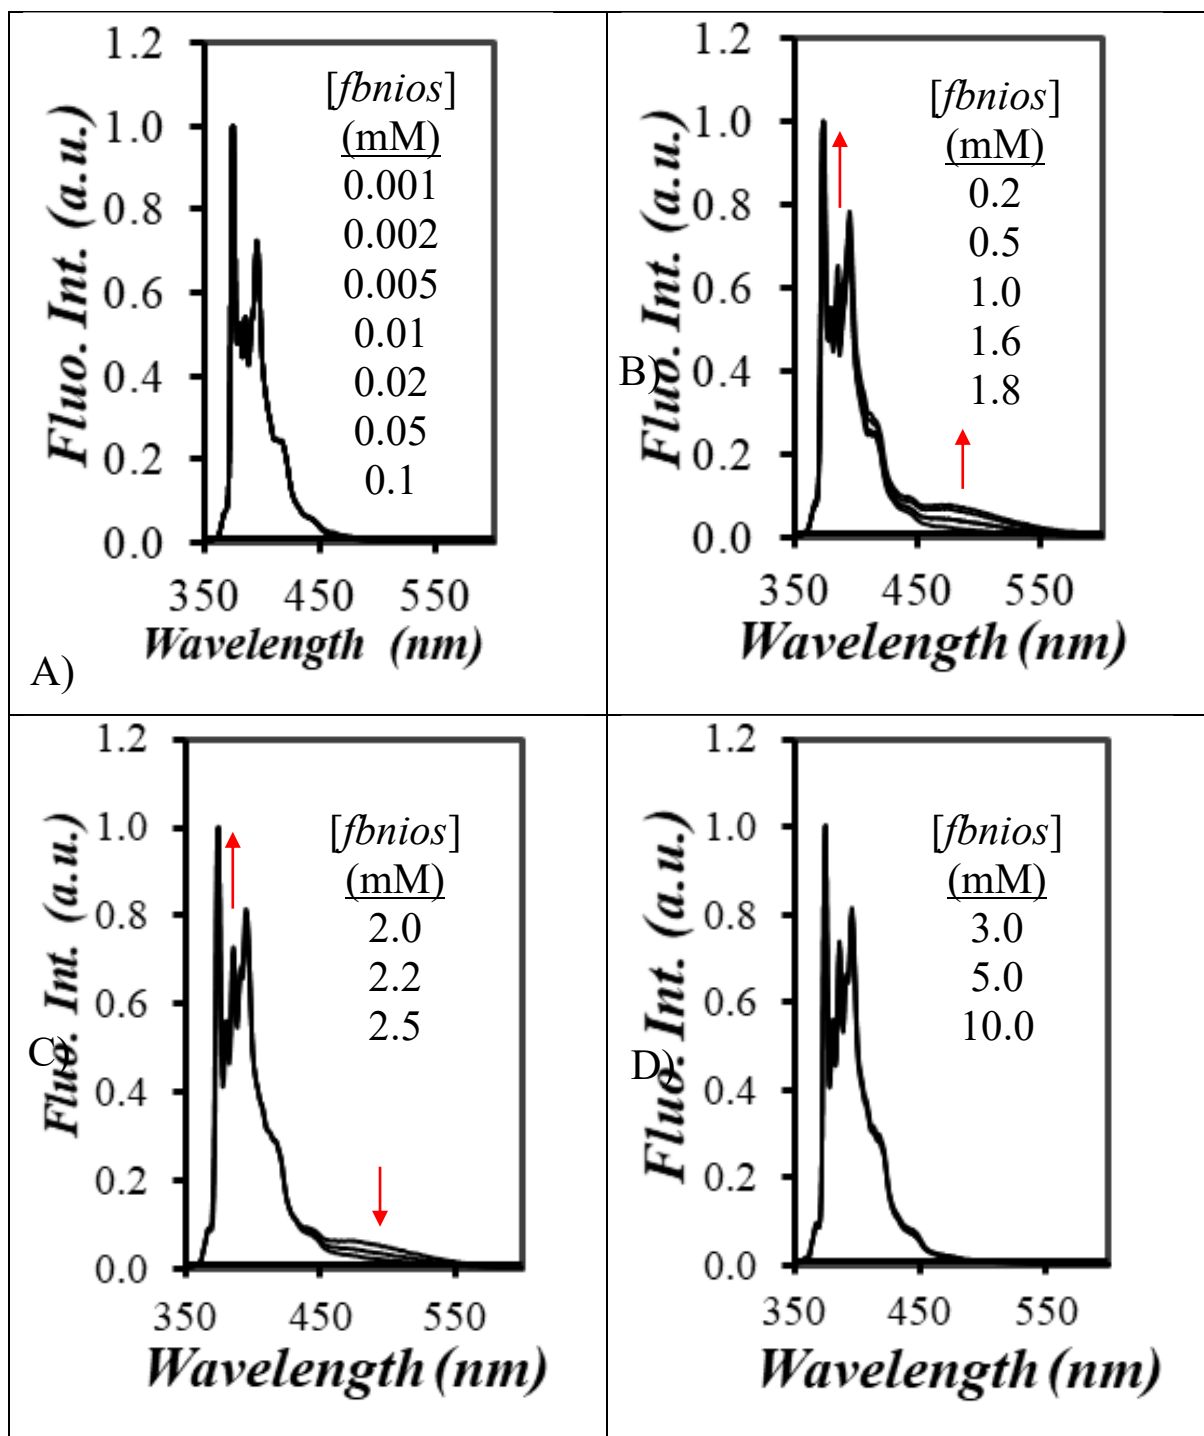 1.2
1.0
0.8
0.6
0.4
0.2
0.0
Fluo. Int. (a.u.)
[fbnios]
(mM)
0.001
0.002
0.005
0.01
0.02
0.05
0.1
350 450 550
Wavelength (nm)
A)
1.2
1.0
0.8
0.6
0.4
0.2
0.0
Fluo. Int. (a.u.)
[fbnios]
(mM)
0.2
0.5
1.0
1.6
1.8
B)
350 450 550
Wavelength (nm)
1.2
1.0
0.8
0.6
0.4
0.2
0.0
Fluo. Int. (a.u.)
[fbnios]
(mM)
2.0
2.2
2.5
C)
350 450 550
Wavelength (nm)
1.2
1.0
0.8
0.6
0.4
0.2
0.0
Fluo. Int. (a.u.)
[fbnios]
(mM)
3.0
5.0
10.0
D)
350 450 550
Wavelength (nm)